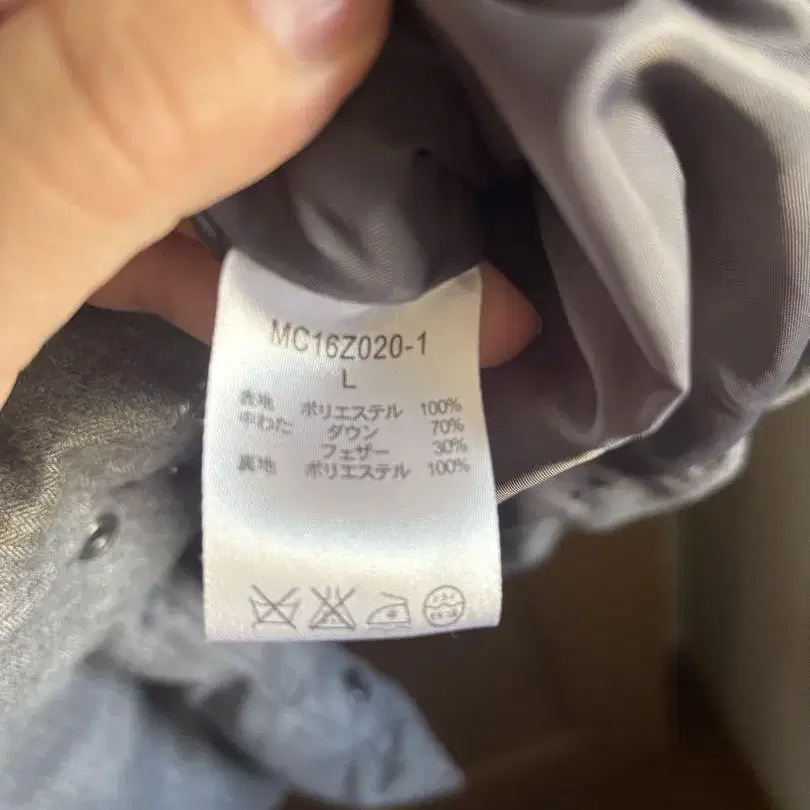 MC16Z020-1
L
表地 ポリエステル 100%
中わた ダウン 70%
フェザー 30%
裏地 ポリエステル 100%